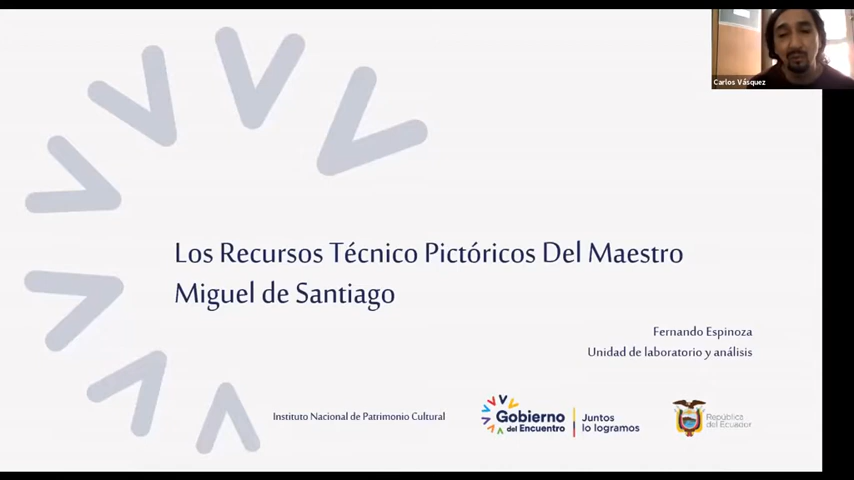 Carlos Vásquez
Los Recursos Técnico Pictóricos Del Maestro
Miguel de Santiago
Fernando Espinoza
Unidad de laboratorio y análisis
Instituto Nacional de Patrimonio Cultural
Gobierno
del Encuentro
Juntos
lo logramos
República
del Ecuador